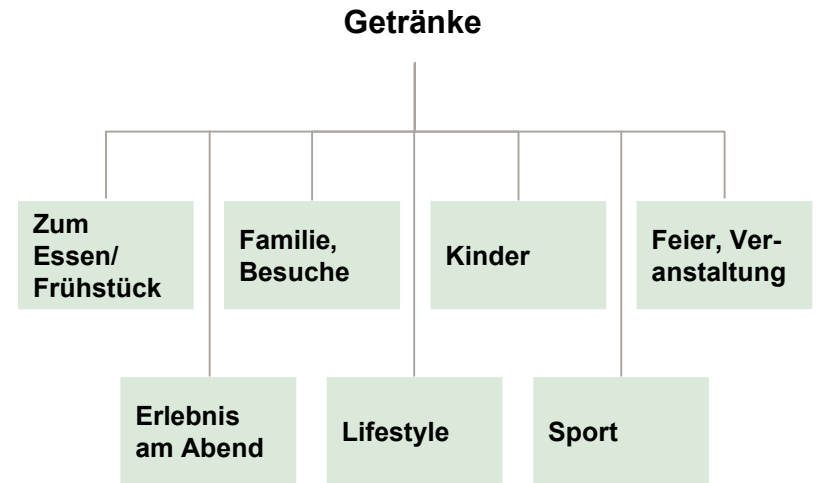 Getränke
Zum
Essen/
Frühstück
Familie,
Besuche
Kinder
Feier, Ver-
anstaltung
Erlebnis
am Abend
Lifestyle
Sport